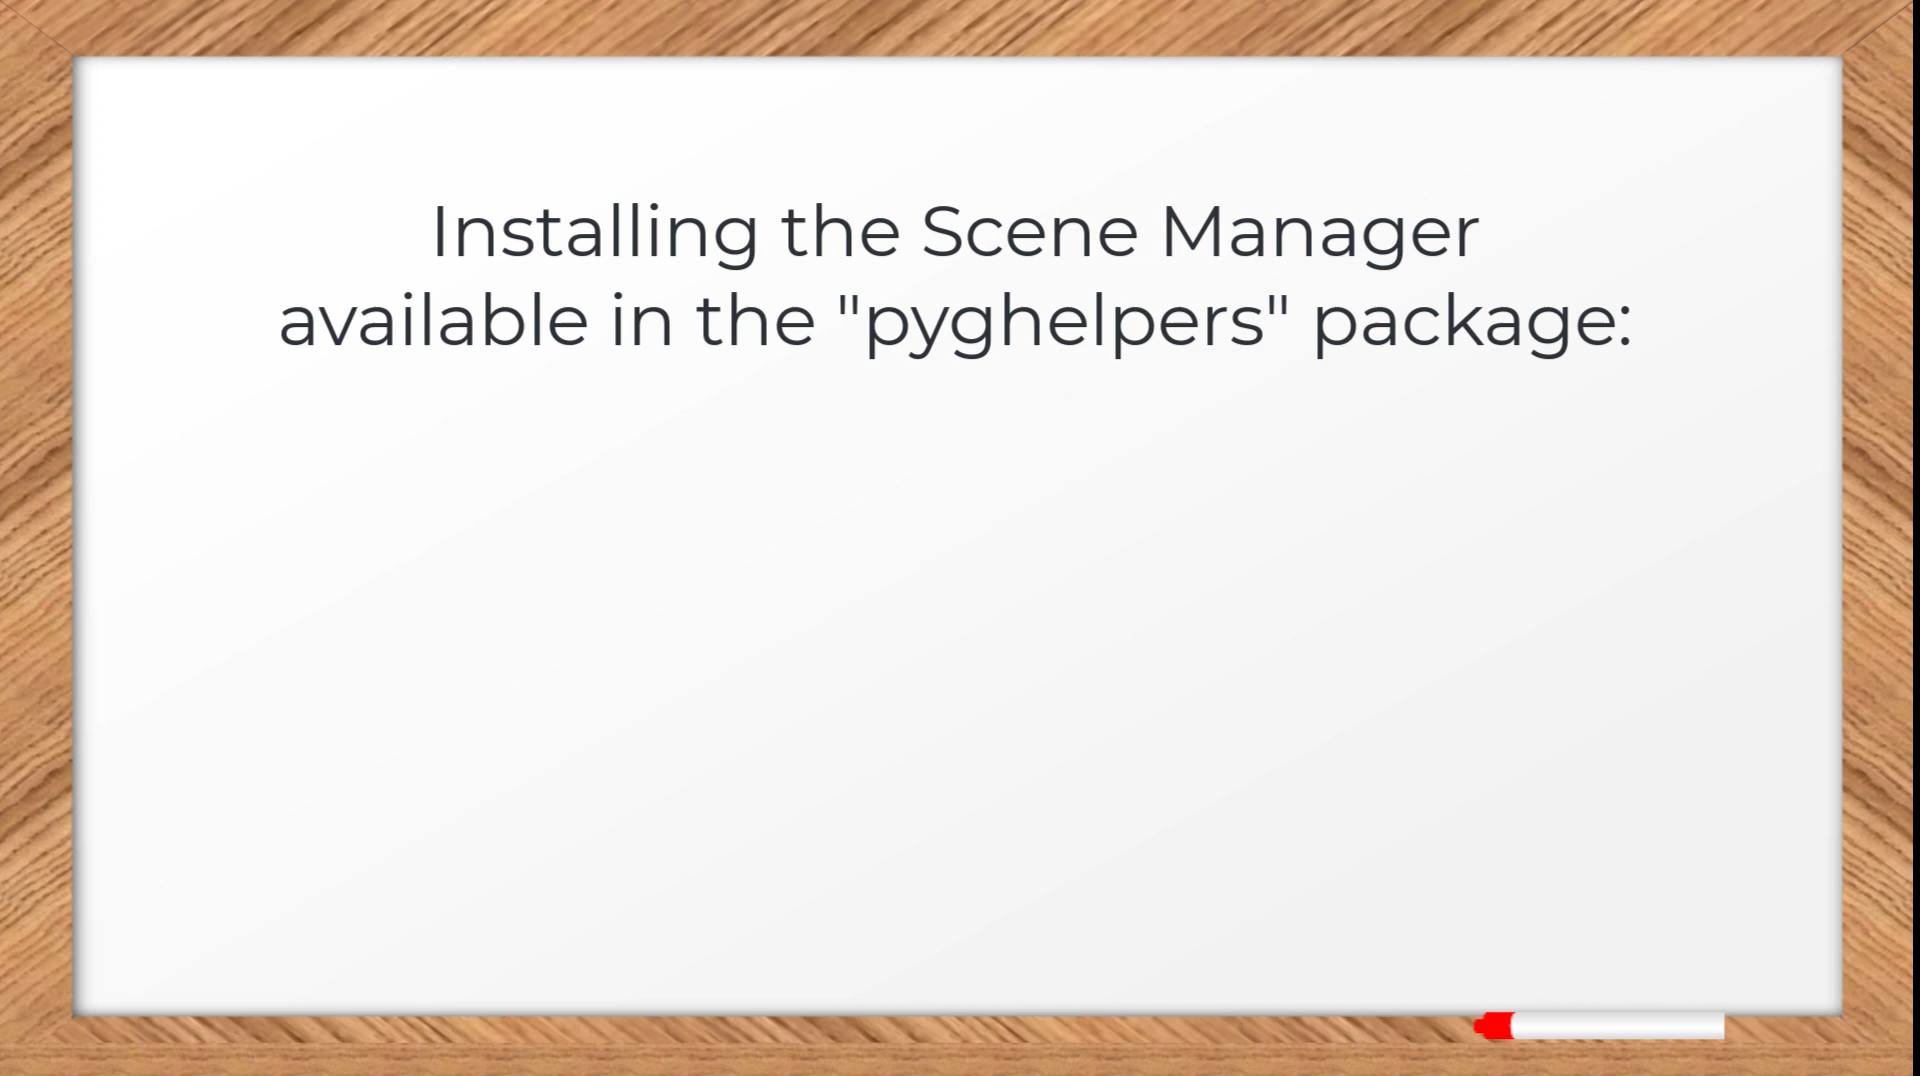 Installing the Scene Manager
available in the "pyghelpers" package: